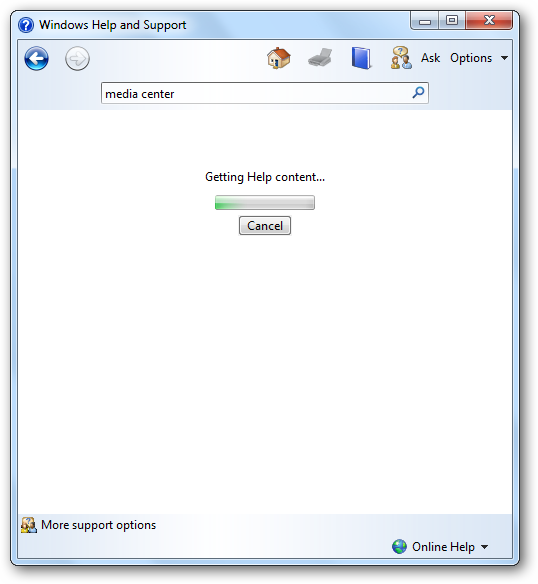 Windows Help and Support
Ask Options
media center
Getting Help content...
Cancel
More support options
Online Help